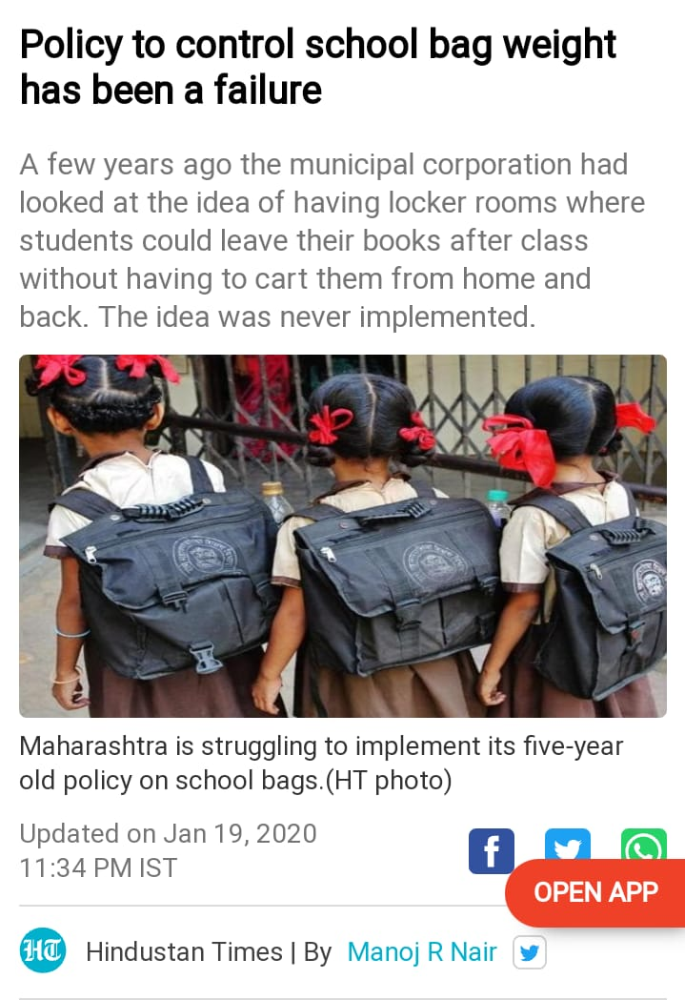 Policy to control school bag weight
has been a failure
A few years ago the municipal corporation had
looked at the idea of having locker rooms where
students could leave their books after class
without having to cart them from home and
back. The idea was never implemented.
Maharashtra is struggling to implement its five-year
old policy on school bags.(HT photo)
Updated on Jan 19, 2020
11:34 PM IST
f
OPEN APP
HT Hindustan Times | By Manoj R Nair